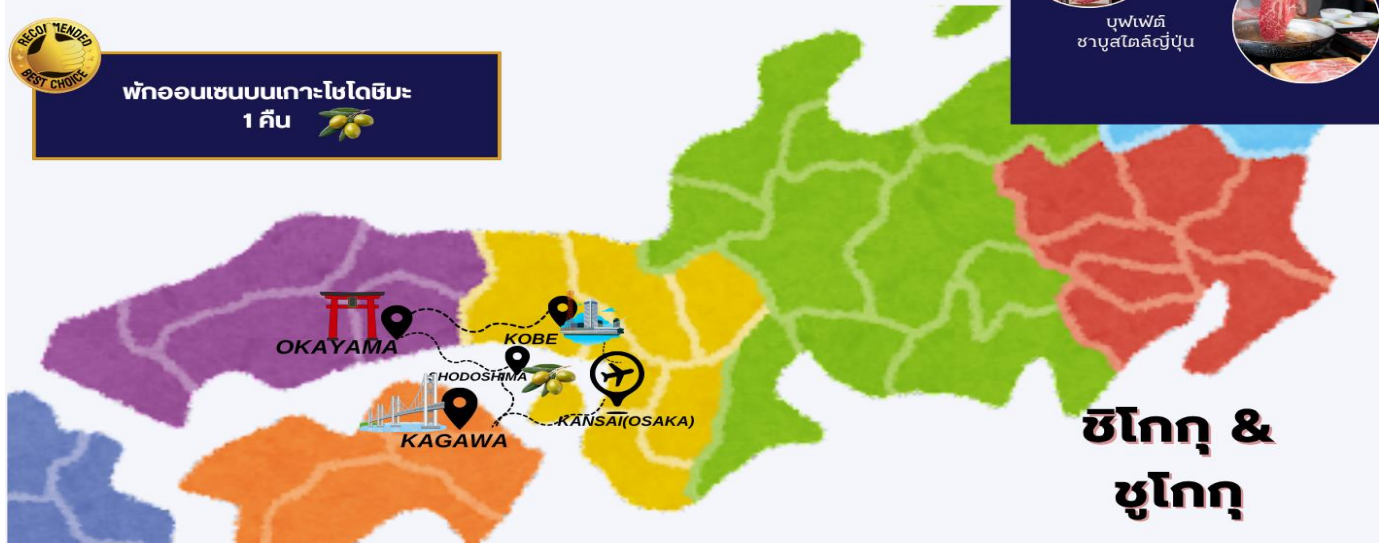 RECOMMENDED
BEST CHOICE
พักออนเซนบนเกาะโชโดชิมะ
1 คืน
บุฟเฟ่ต์
ชาบูสไตล์ญี่ปุ่น
OKAYAMA
KOBE
SHODOSHIMA
KAGAWA
KANSAI(OSAKA)
ชิโกกุ &
ชูโกกุ